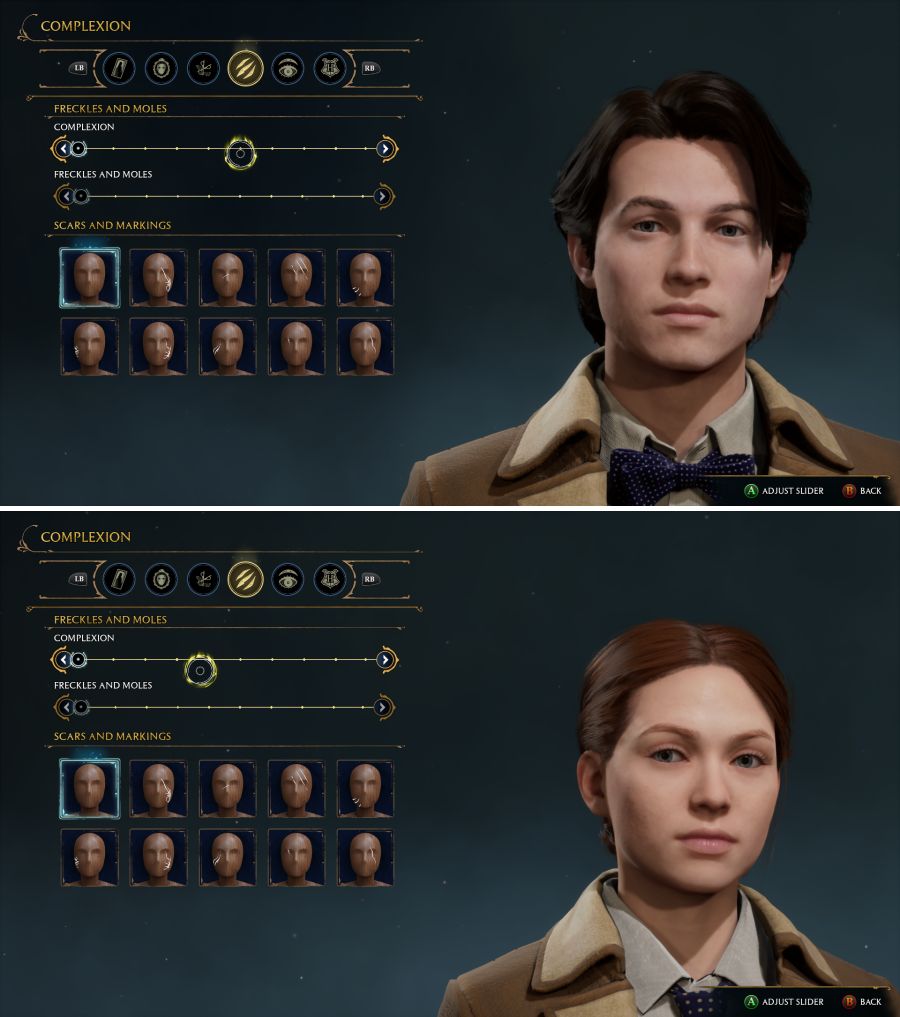 COMPLEXION
LB
RB
FRECKLES AND MOLES
COMPLEXION
FRECKLES AND MOLES
SCARS AND MARKINGS
A ADJUST SLIDER B BACK
COMPLEXION
LB
RB
FRECKLES AND MOLES
COMPLEXION
FRECKLES AND MOLES
SCARS AND MARKINGS
A ADJUST SLIDER B BACK